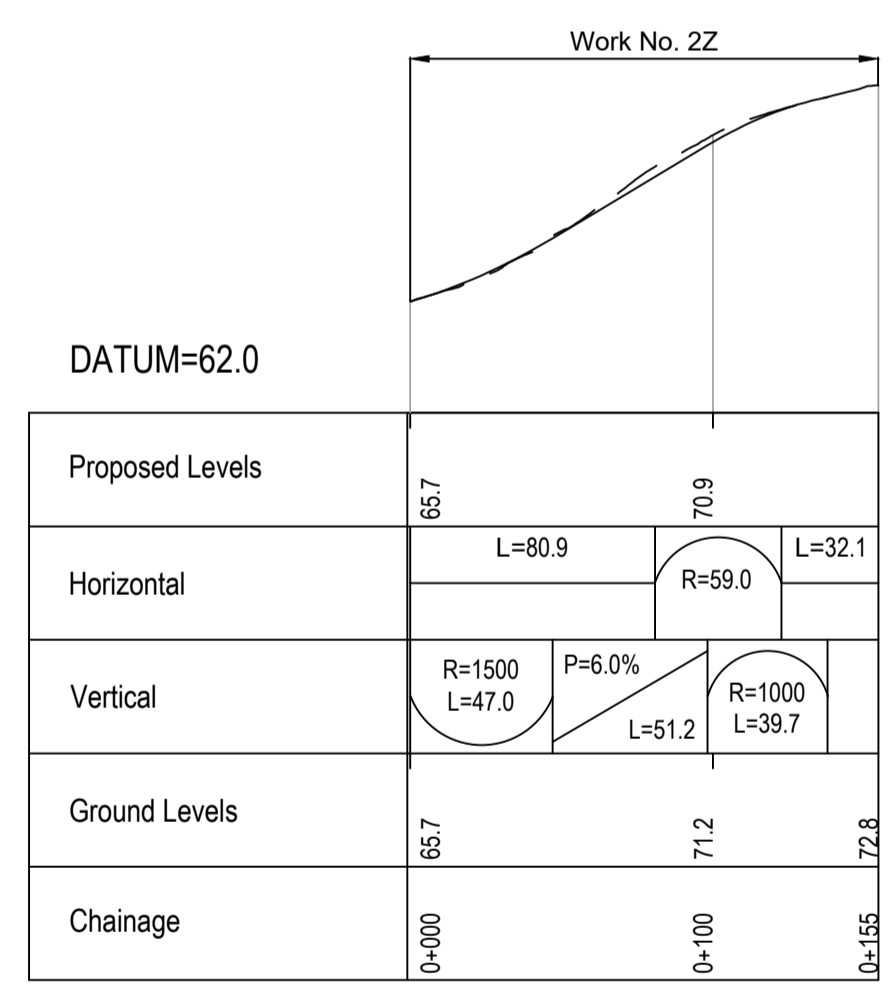 Work No. 2Z
DATUM=62.0
Proposed Levels
65.7
70.9
Horizontal
L=80.9
R=59.0
L=32.1
Vertical
R=1500
L=47.0
P=6.0%
L=51.2
R=1000
L=39.7
Ground Levels
65.7
71.2
72.8
Chainage
0+000
0+100
0+155